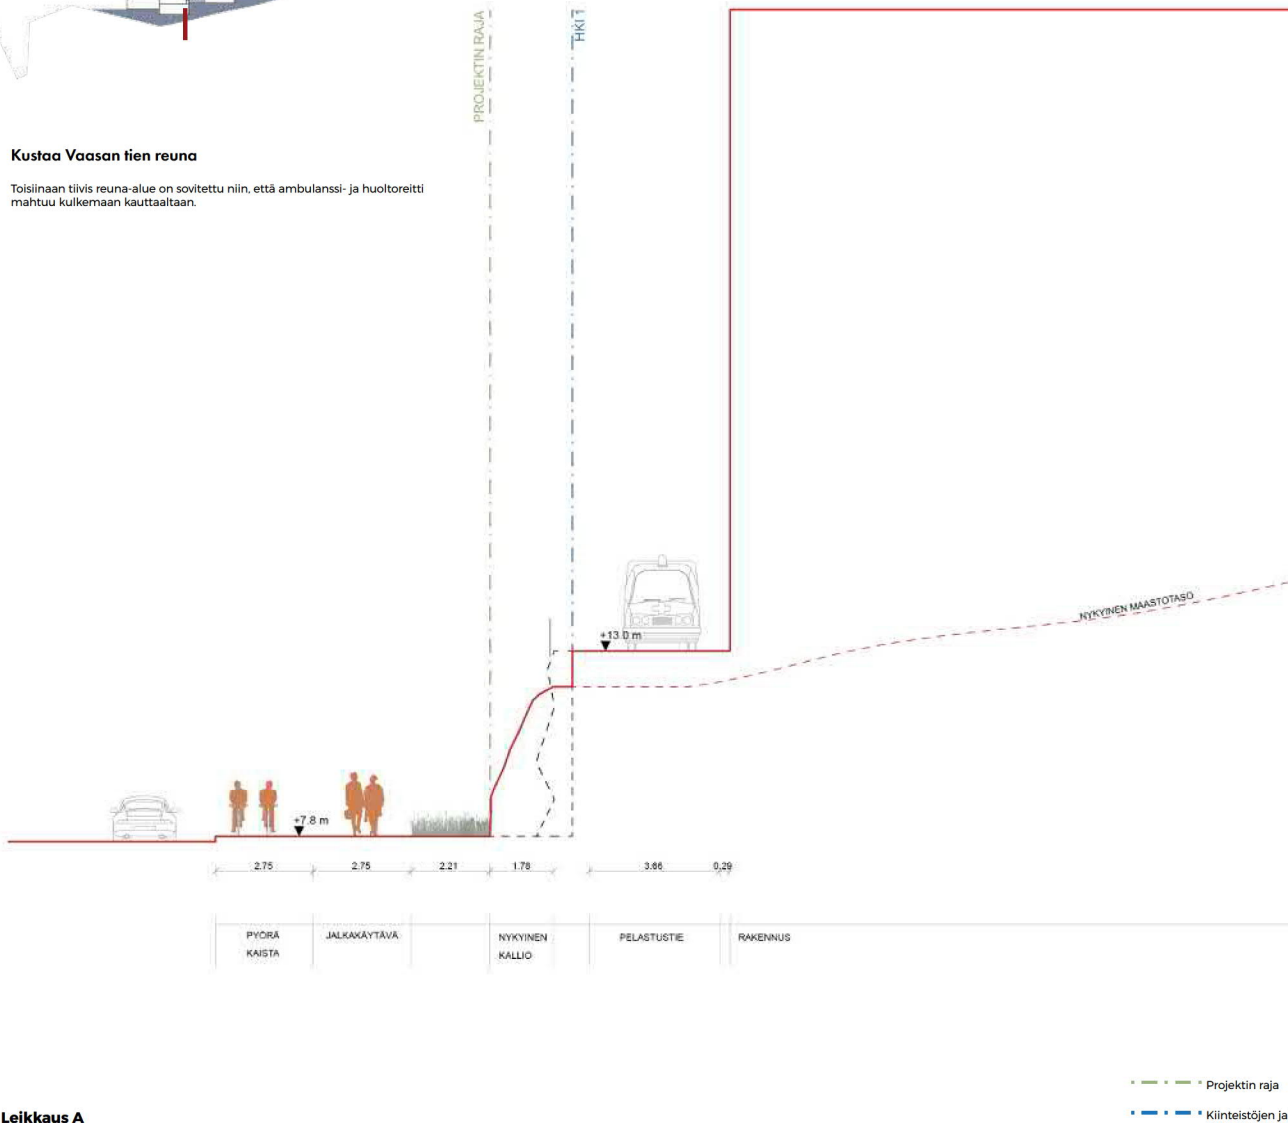 PROJEKTIN RAJA
HKI 1
Kustaa Vaasan tien reuna
Toisiinaan tiivis reuna-alue on sovitettu niin, että ambulanssi- ja huoltoreitti
mahtuu kulkemaan kauttaaltaan.
NYKYINEN MAASTOTASO
+13.0 m
+7.8 m
2.75
2.75
2.21
1.78
3.66
0.29
PYÖRÄ
KAISTA
JALKAKÄYTÄVÄ
NYKYINEN
KALLIO
PELASTUSTIE
RAKENNUS
Projektin raja
Kiinteistöjen ja
Leikkaus A